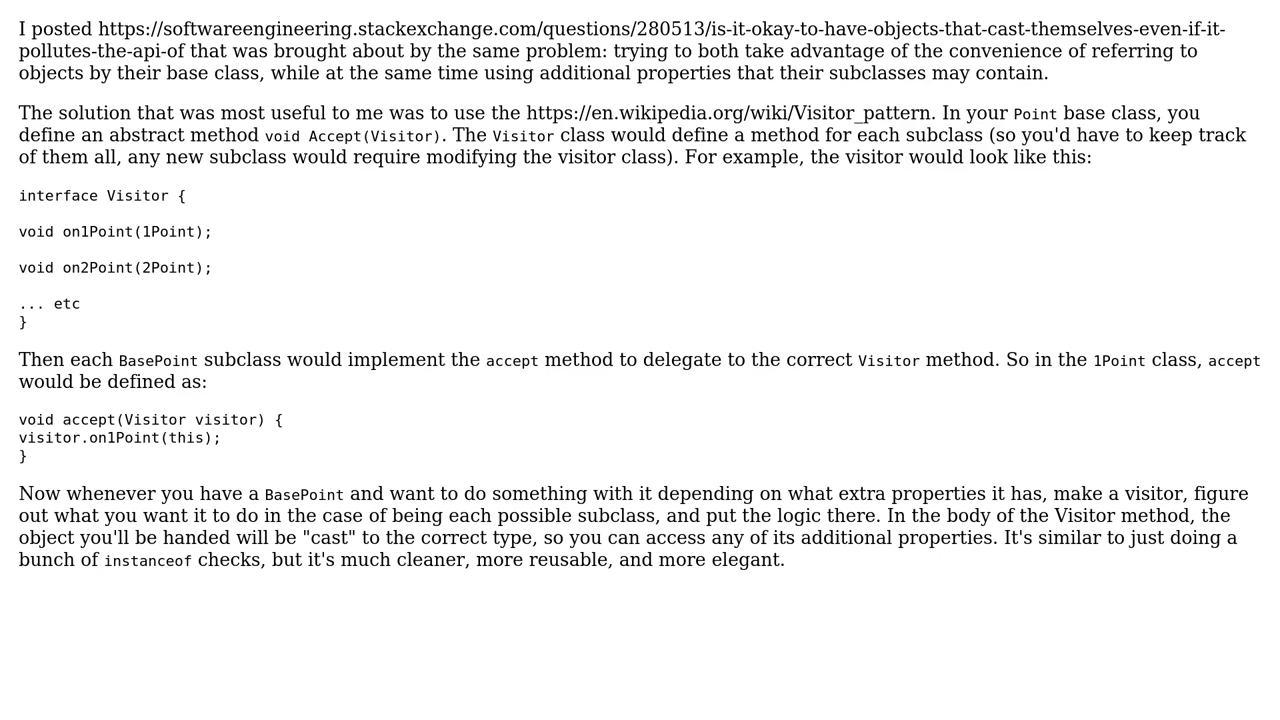 I posted https://softwareengineering.stackexchange.com/questions/280513/is-it-okay-to-have-objects-that-cast-themselves-even-if-it-
pollutes-the-api-of that was brought about by the same problem: trying to both take advantage of the convenience of referring to
objects by their base class, while at the same time using additional properties that their subclasses may contain.
The solution that was most useful to me was to use the https://en.wikipedia.org/wiki/Visitor_pattern. In your Point base class, you
define an abstract method void Accept(Visitor). The Visitor class would define a method for each subclass (so you'd have to keep track
of them all, any new subclass would require modifying the visitor class). For example, the visitor would look like this:
interface Visitor {
void on1Point(1Point);
void on2Point(2Point);
... etc
}
Then each BasePoint subclass would implement the accept method to delegate to the correct Visitor method. So in the 1Point class, accept
would be defined as:
void accept(Visitor visitor) {
visitor.on1Point(this);
}
Now whenever you have a BasePoint and want to do something with it depending on what extra properties it has, make a visitor, figure
out what you want it to do in the case of being each possible subclass, and put the logic there. In the body of the Visitor method, the
object you'll be handed will be "cast" to the correct type, so you can access any of its additional properties. It's similar to just doing a
bunch of instanceof checks, but it's much cleaner, more reusable, and more elegant.